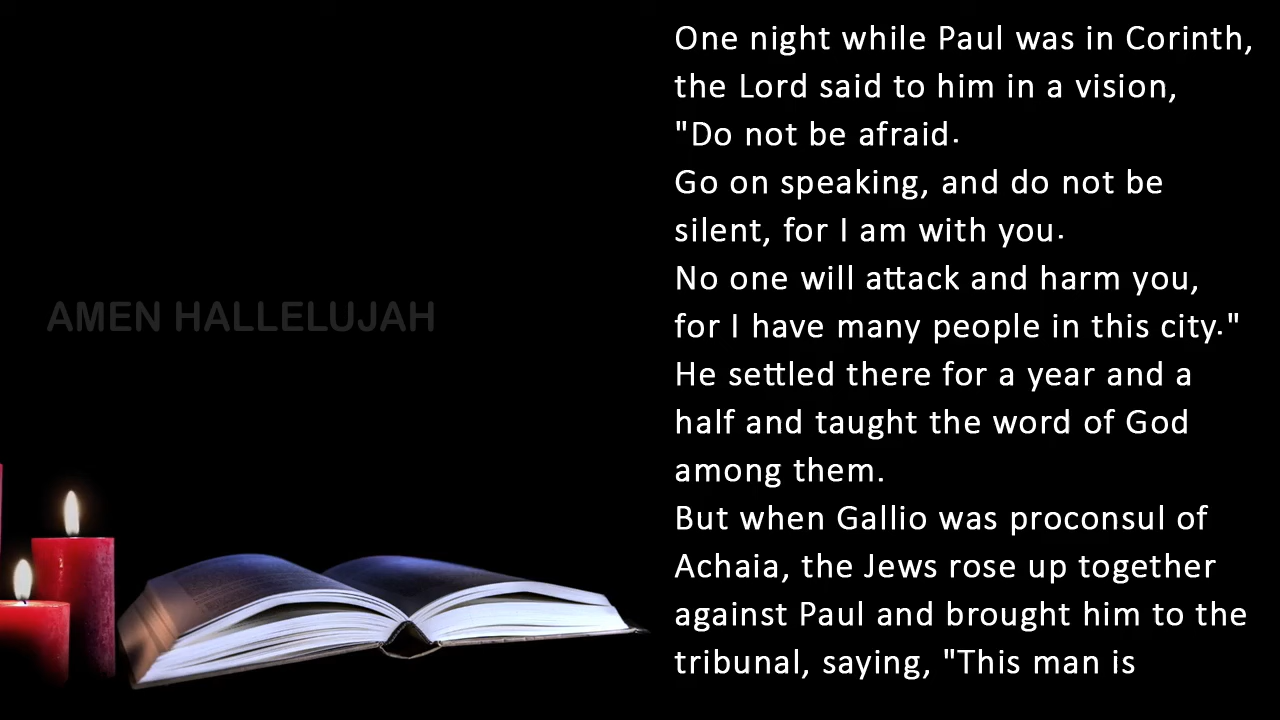 One night while Paul was in Corinth,
the Lord said to him in a vision,
"Do not be afraid.
Go on speaking, and do not be
silent, for I am with you.
No one will attack and harm you,
for I have many people in this city."
He settled there for a year and a
half and taught the word of God
among them.
But when Gallio was proconsul of
Achaia, the Jews rose up together
against Paul and brought him to the
tribunal, saying, "This man is
AMEN HALLELUJAH